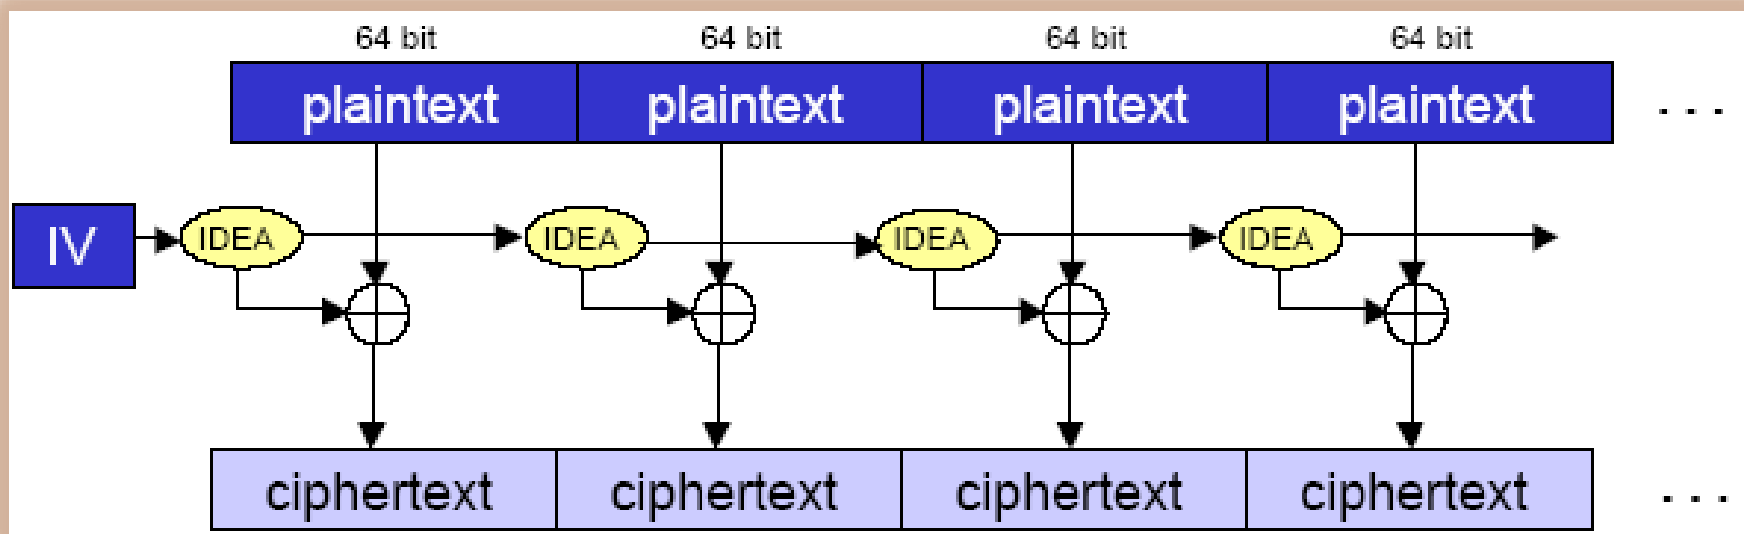 64 bit 64 bit 64 bit 64 bit
plaintext plaintext plaintext plaintext . . .
IV IDEA IDEA IDEA IDEA
ciphertext ciphertext ciphertext ciphertext . . .